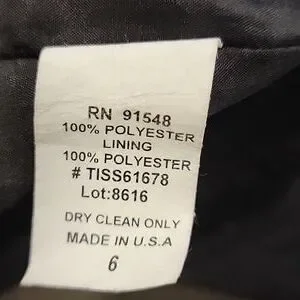 RN 91548
100% POLYESTER
LINING
100% POLYESTER
# TISS61678
Lot:8616
DRY CLEAN ONLY
MADE IN U.S.A
6